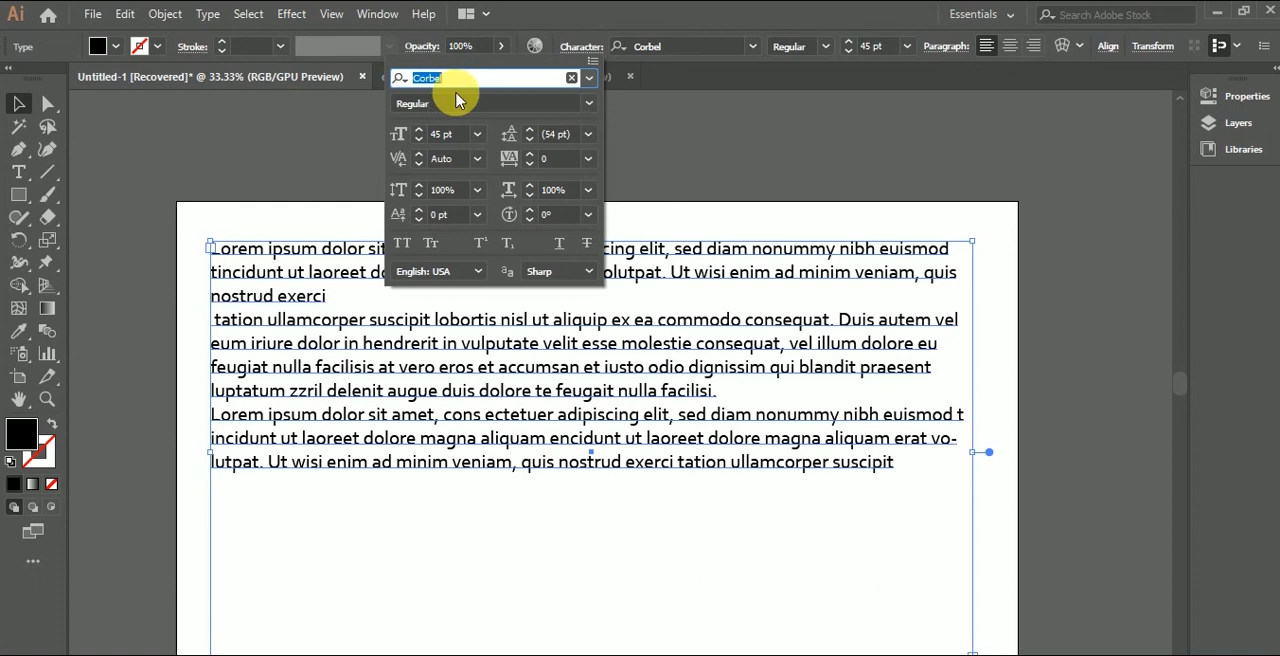 Ai File Edit Object Type Select Effect View Window Help Essentials Search Adobe Stock
Type Stroke: Opacity: 100% Character: Corbel Regular 45 pt Paragraph: Align Transform
Untitled-1 [Recovered]* @ 33.33% (RGB/GPU Preview)
Corbel
Regular
45 pt (54 pt)
Auto 0
100% 100%
0 pt 0°
English: USA Sharp
Properties
Layers
Libraries
Lorem ipsum dolor sit cing elit, sed diam nonummy nibh euismod
tincidunt ut laoreet do olutpat. Ut wisi enim ad minim veniam, quis
nostrud exerci
tation ullamcorper suscipit lobortis nisl ut aliquip ex ea commodo consequat. Duis autem vel
eum iriure dolor in hendrerit in vulputate velit esse molestie consequat, vel illum dolore eu
feugiat nulla facilisis at vero eros et accumsan et iusto odio dignissim qui blandit praesent
luptatum zzril delenit augue duis dolore te feugait nulla facilisi.
Lorem ipsum dolor sit amet, cons ectetuer adipiscing elit, sed diam nonummy nibh euismod t
incidunt ut laoreet dolore magna aliquam encidunt ut laoreet dolore magna aliquam erat vo-
lutpat. Ut wisi enim ad minim veniam, quis nostrud exerci tation ullamcorper suscipit